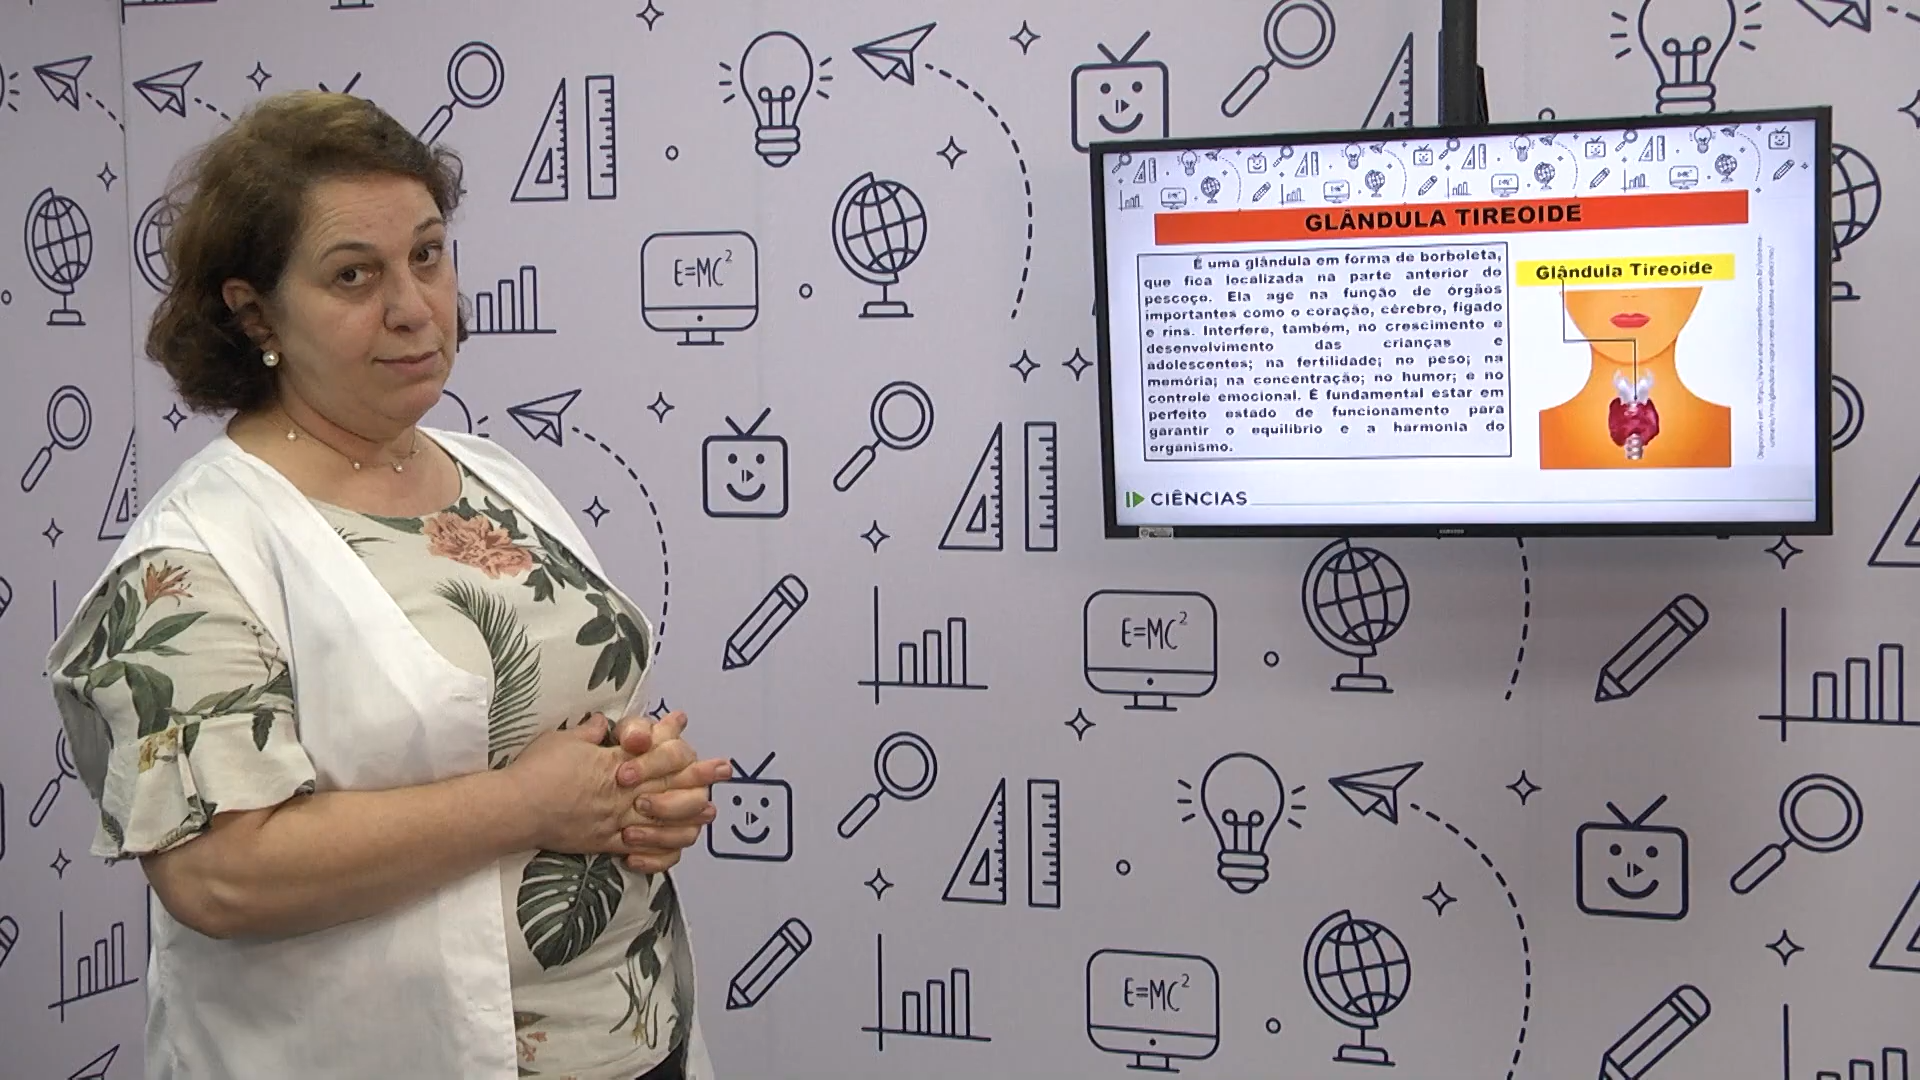 GLÂNDULA TIREOIDE
É uma glândula em forma de borboleta,
que fica localizada na parte anterior do
pescoço. Ela age na função de órgãos
importantes como o coração, cérebro, fígado
e rins. Interfere, também, no crescimento e
desenvolvimento das crianças e
adolescentes; na fertilidade; no peso; na
memória; na concentração; no humor; e no
controle emocional. É fundamental estar em
perfeito estado de funcionamento para
garantir o equilíbrio e a harmonia do
organismo.
Glândula Tireoide
CIÊNCIAS
SAMSUNG
E=MC²
E=MC²
E=MC²